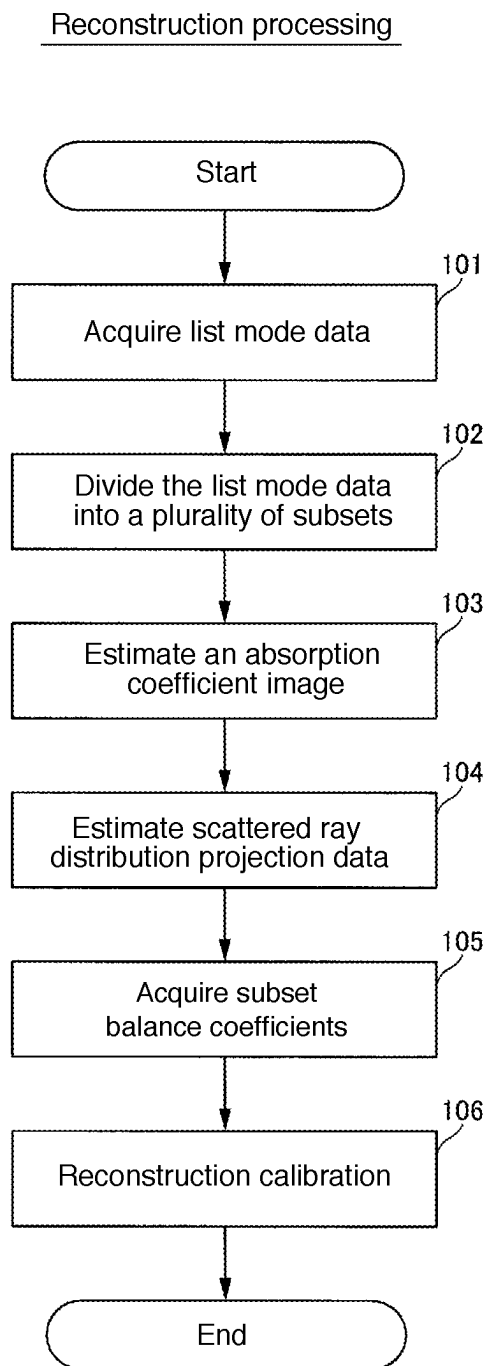 Reconstruction processing
Start
101
Acquire list mode data
102
Divide the list mode data
into a plurality of subsets
103
Estimate an absorption
coefficient image
104
Estimate scattered ray
distribution projection data
105
Acquire subset
balance coefficients
106
Reconstruction calibration
End